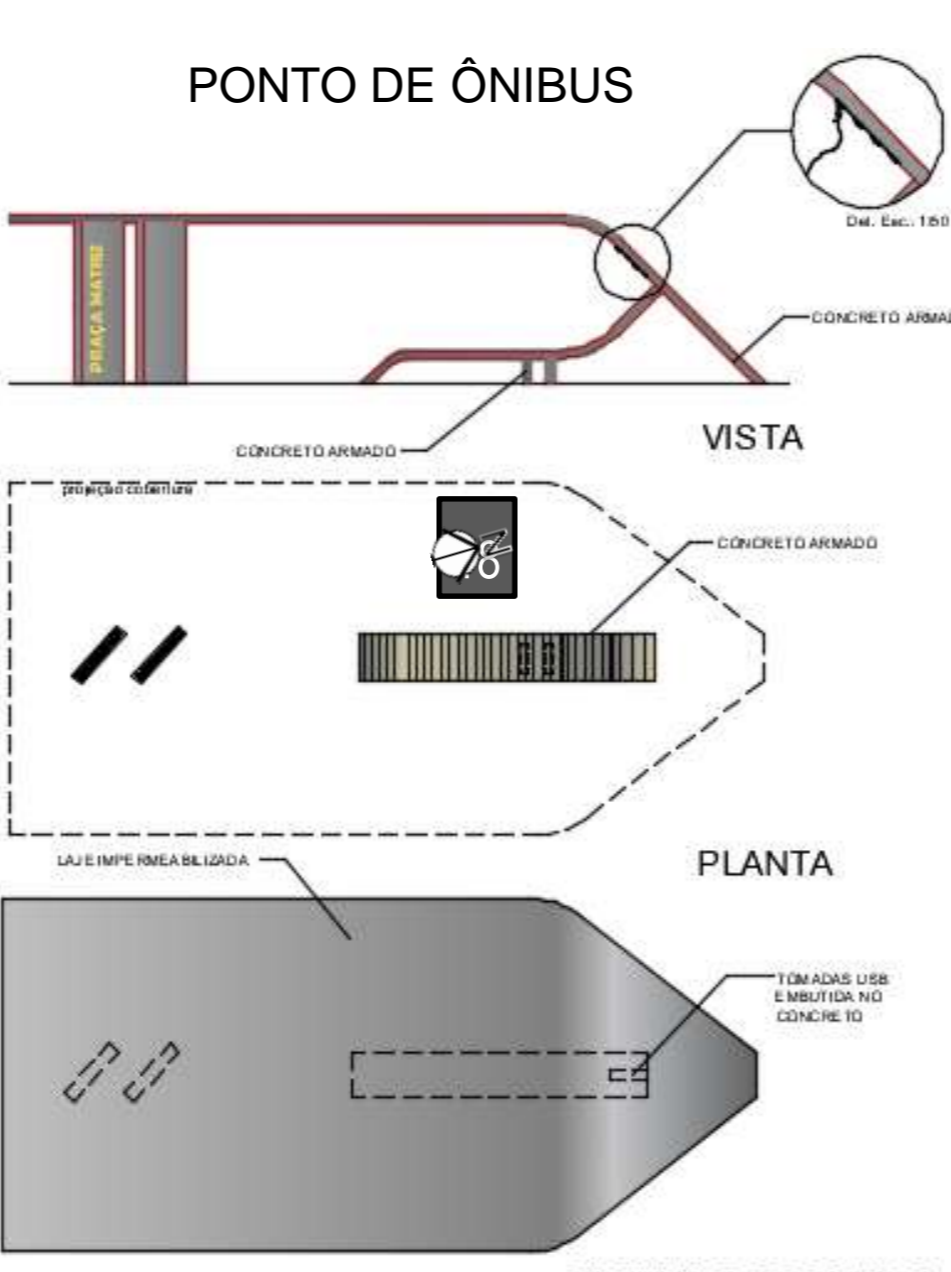 PONTO DE ÔNIBUS
Det. Esc.: 1:50
PRAÇA MATRIZ
CONCRETO ARMA
CONCRETO ARMADO
VISTA
projeção cobertura
CONCRETO ARMADO
LAJE IMPERMEABILIZADA
PLANTA
TOMADAS USB
EMBUTIDA NO
CONCRETO